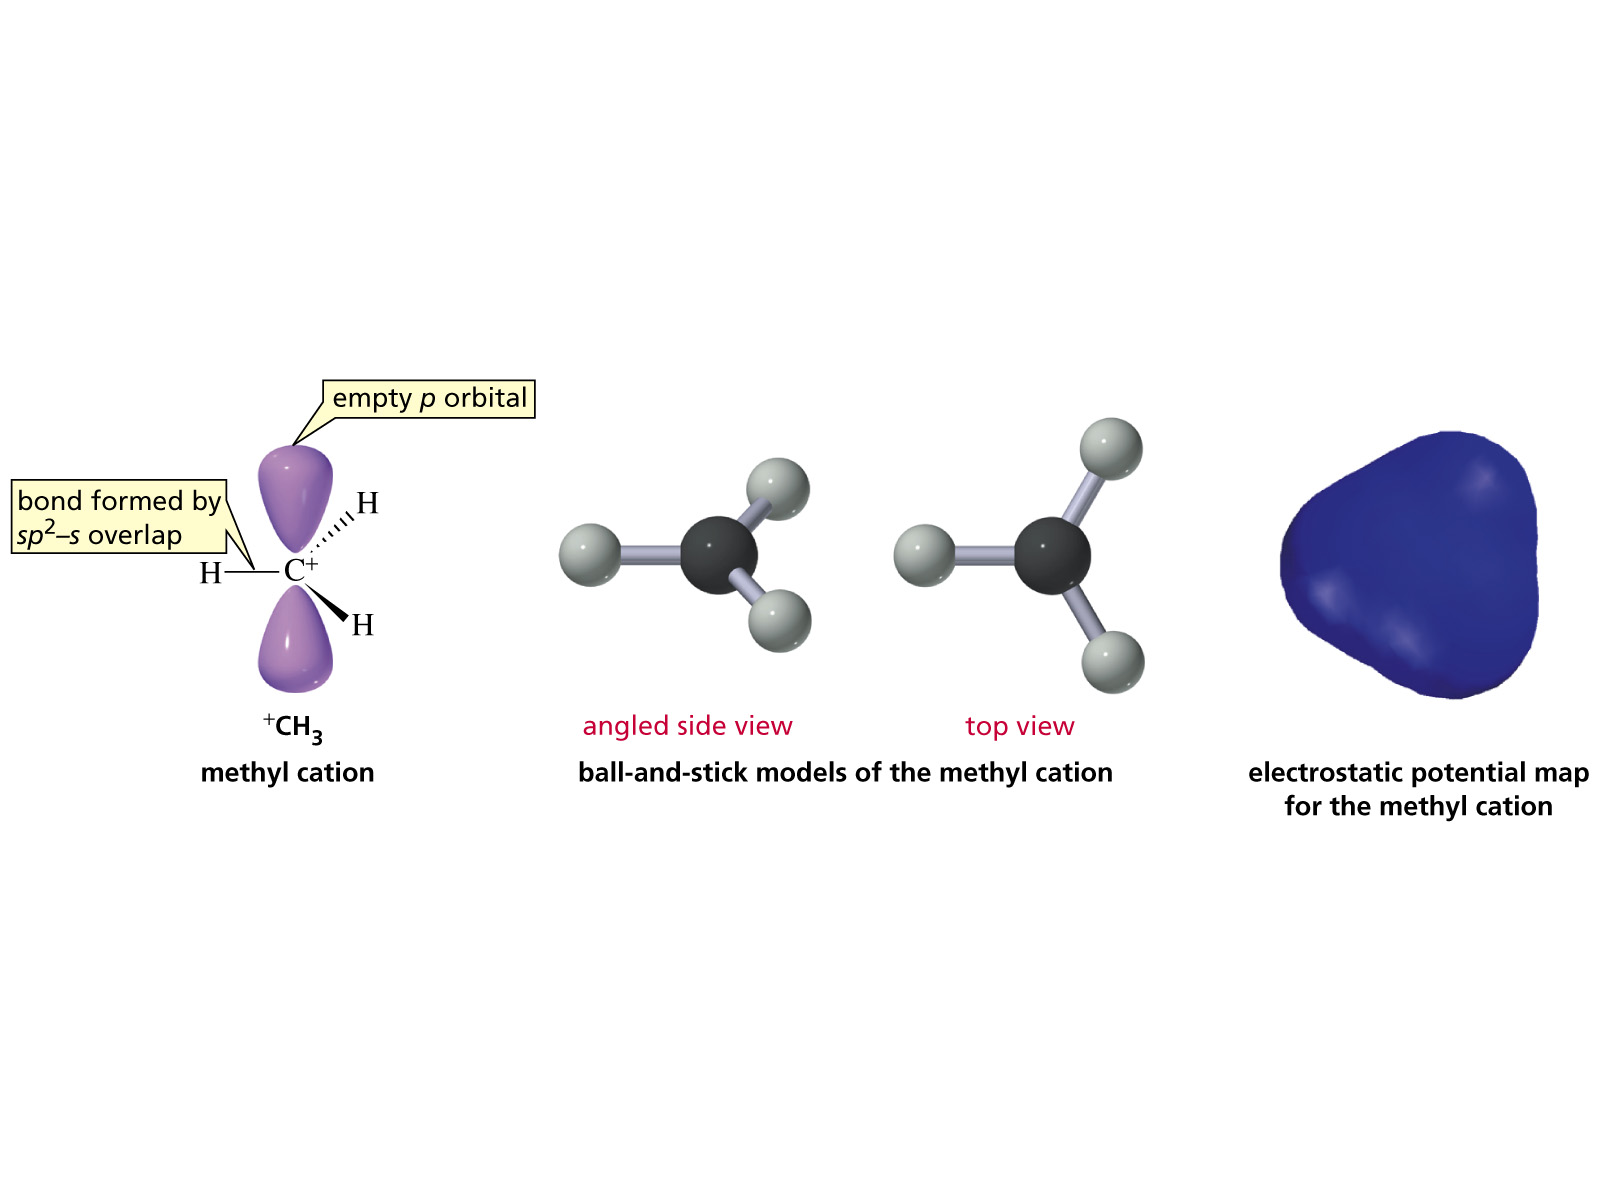 empty p orbital
bond formed by
sp²–s overlap
H
H
C⁺
H
⁺CH₃
methyl cation
angled side view
top view
ball-and-stick models of the methyl cation
electrostatic potential map
for the methyl cation